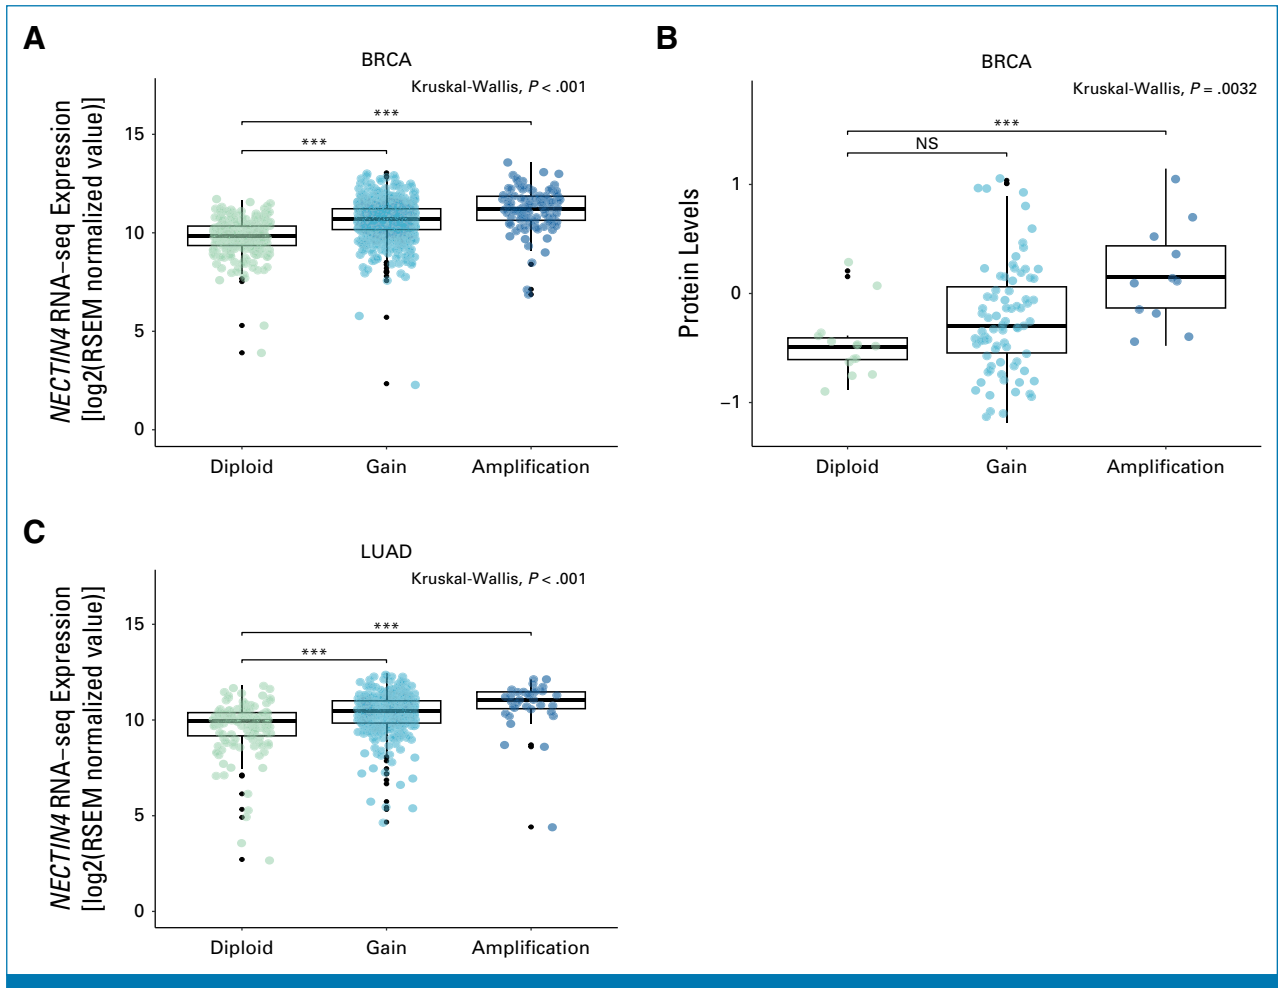 A
BRCA
Kruskal-Wallis, P < .001
***
***
NECTIN4 RNA–seq Expression
[log2(RSEM normalized value)]
15
10
5
0
Diploid
Gain
Amplification
B
BRCA
Kruskal-Wallis, P = .0032
***
NS
Protein Levels
1
0
–1
Diploid
Gain
Amplification
C
LUAD
Kruskal-Wallis, P < .001
***
***
NECTIN4 RNA–seq Expression
[log2(RSEM normalized value)]
15
10
5
0
Diploid
Gain
Amplification